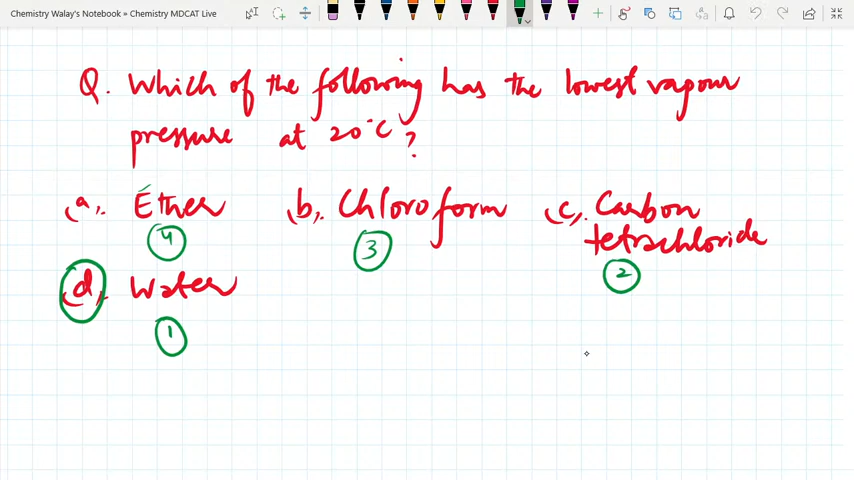 Chemistry Walay's Notebook » Chemistry MDCAT Live
Q. Which of the following has the lowest vapour
pressure at 20°C?
(a). Ether (b). Chloroform (c). Carbon
tetrachloride
4 3 2
(d). Water
1